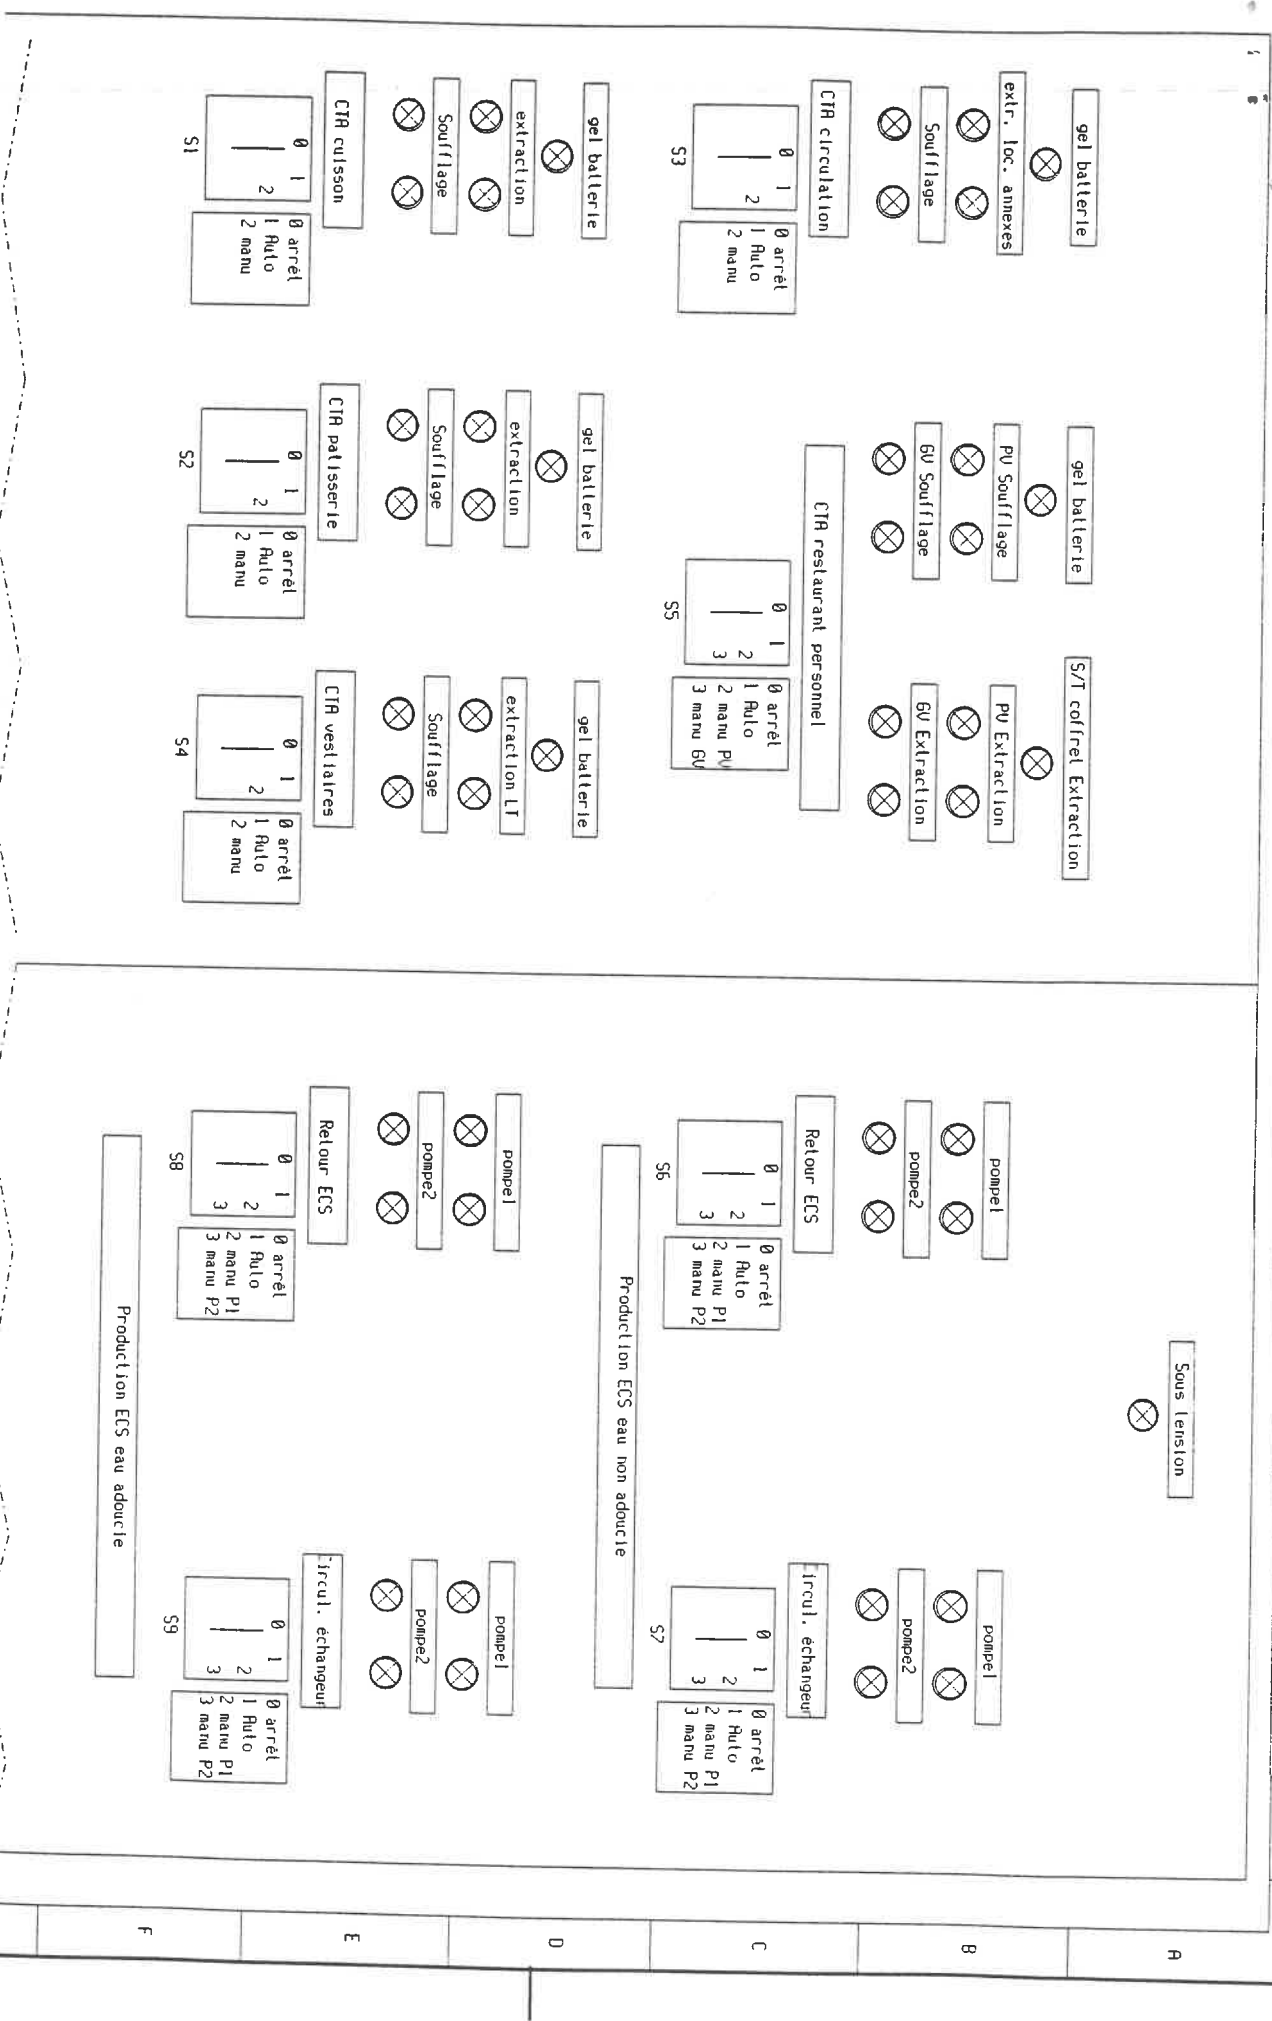 gel batterie
gel batterie
S/T coffret Extraction
Sous tension
extr. loc. annexes
PV Soufflage
PV Extraction
pompe1
pompe1
Soufflage
GV Soufflage
GV Extraction
pompe2
pompe2
CTA circulation
CTA restaurant personnel
Retour ECS
ircul. échangeur
0
1
2
S3
0 arrêt
1 Auto
2 manu
0
1
2
3
S5
0 arrêt
1 Auto
2 manu PV
3 manu GV
0
1
2
3
S6
0 arrêt
1 Auto
2 manu P1
3 manu P2
0
1
2
3
S7
0 arrêt
1 Auto
2 manu P1
3 manu P2
Production ECS eau non adoucie
gel batterie
gel batterie
gel batterie
extraction
extraction
extraction LT
pompe1
pompe1
Soufflage
Soufflage
Soufflage
pompe2
pompe2
CTA cuisson
CTA patisserie
CTA vestiaires
Retour ECS
ircul. échangeur
0
1
2
S1
0 arrêt
1 Auto
2 manu
0
1
2
S2
0 arrêt
1 Auto
2 manu
0
1
2
S4
0 arrêt
1 Auto
2 manu
0
1
2
3
S8
0 arrêt
1 Auto
2 manu P1
3 manu P2
0
1
2
3
S9
0 arrêt
1 Auto
2 manu P1
3 manu P2
Production ECS eau adoucie
A
B
C
D
E
F